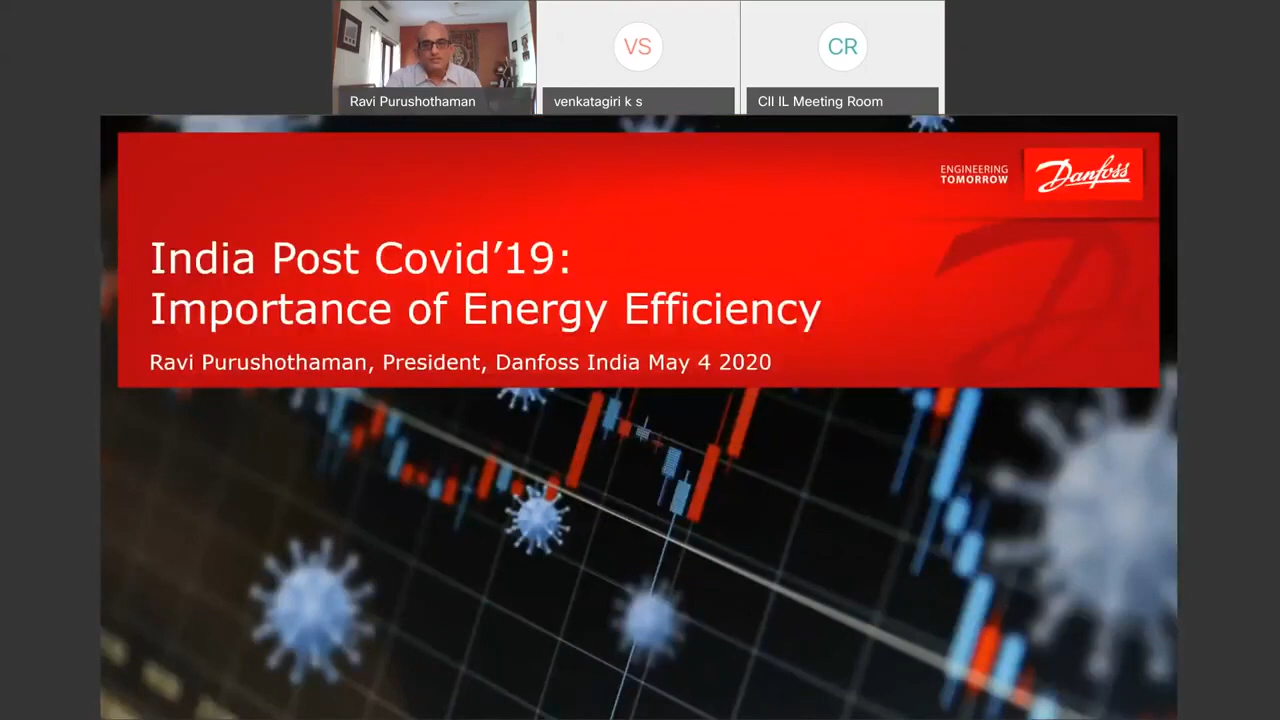 VS
CR
Ravi Purushothaman
venkatagiri k s
CII IL Meeting Room
ENGINEERING
TOMORROW
Danfoss
India Post Covid’19:
Importance of Energy Efficiency
Ravi Purushothaman, President, Danfoss India May 4 2020